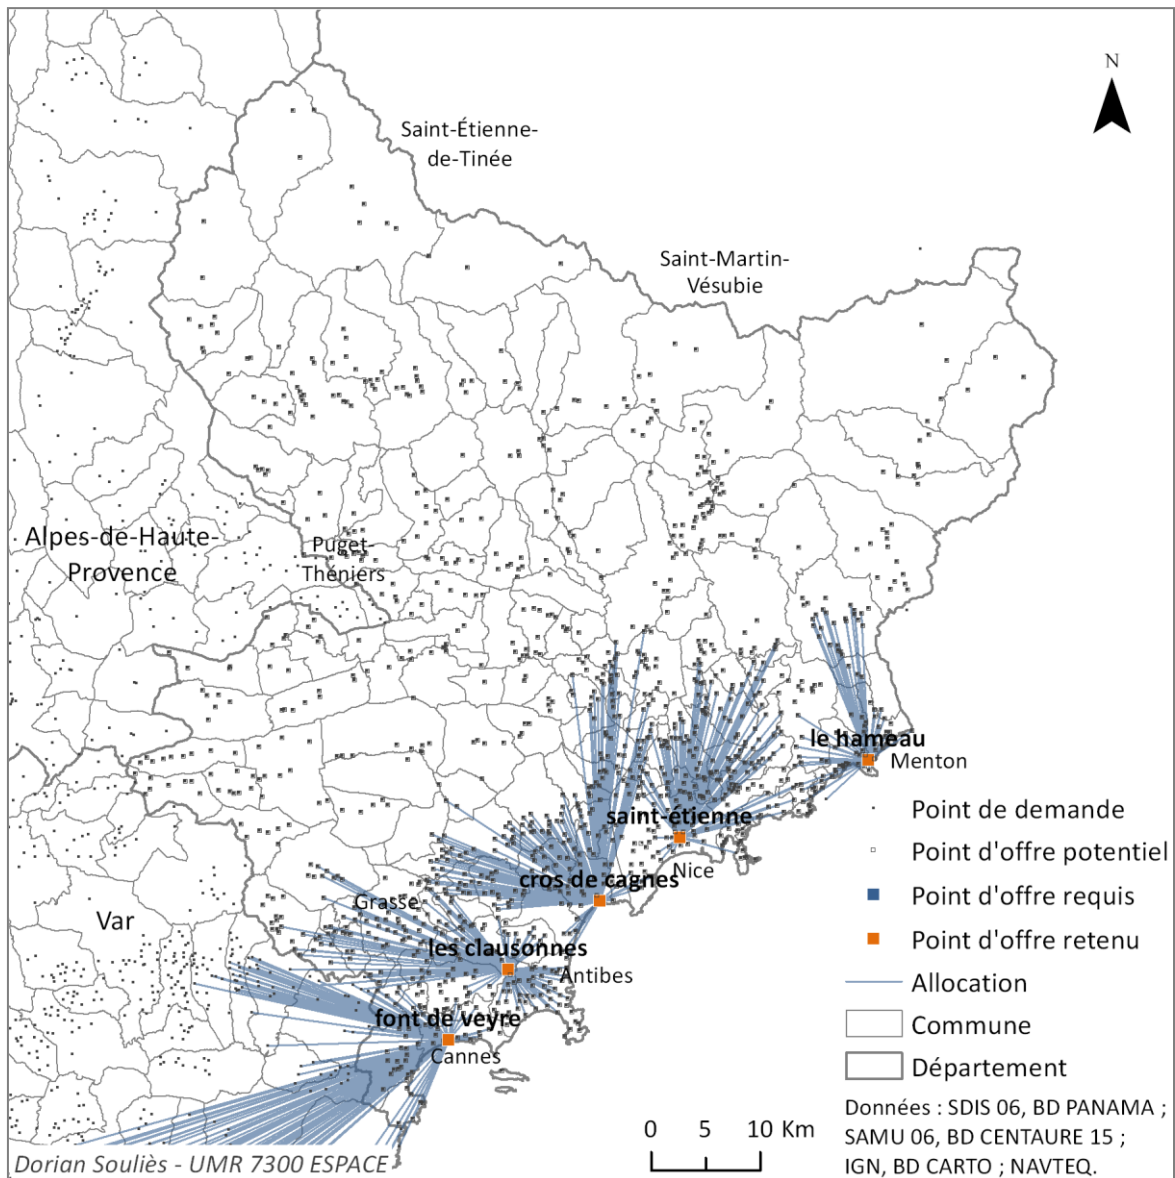 N
Saint-Étienne-
de-Tinée
Saint-Martin-
Vésubie
Alpes-de-Haute-
Provence
Puget-
Théniers
le hameau
Menton
saint-étienne
Nice
cros de cagnes
Grasse
Var
les clausonnes
Antibes
font de veyre
Cannes
Point de demande
Point d'offre potentiel
Point d'offre requis
Point d'offre retenu
Allocation
Commune
Département
Données : SDIS 06, BD PANAMA ;
SAMU 06, BD CENTAURE 15 ;
IGN, BD CARTO ; NAVTEQ.
0 5 10 Km
Dorian Souliès - UMR 7300 ESPACE